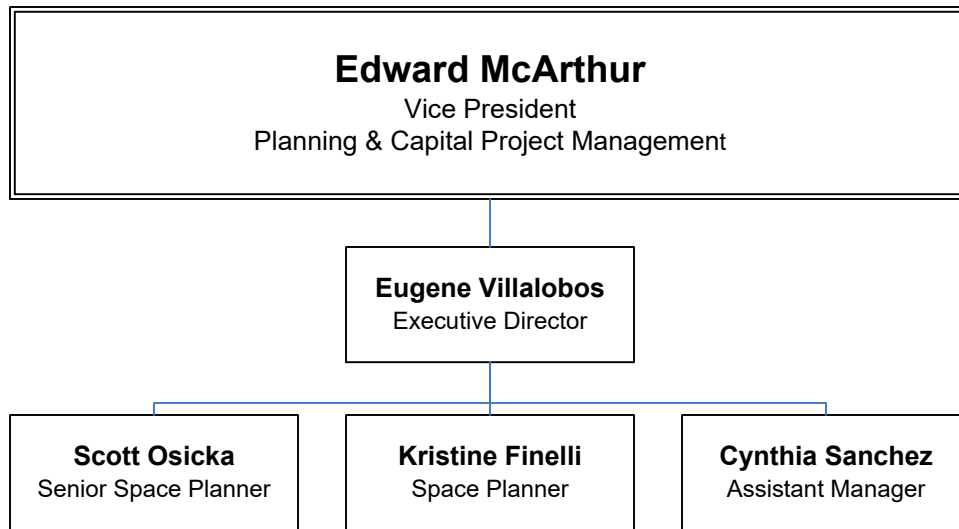 Edward McArthur
Vice President
Planning & Capital Project Management
Eugene Villalobos
Executive Director
Scott Osicka
Senior Space Planner
Kristine Finelli
Space Planner
Cynthia Sanchez
Assistant Manager